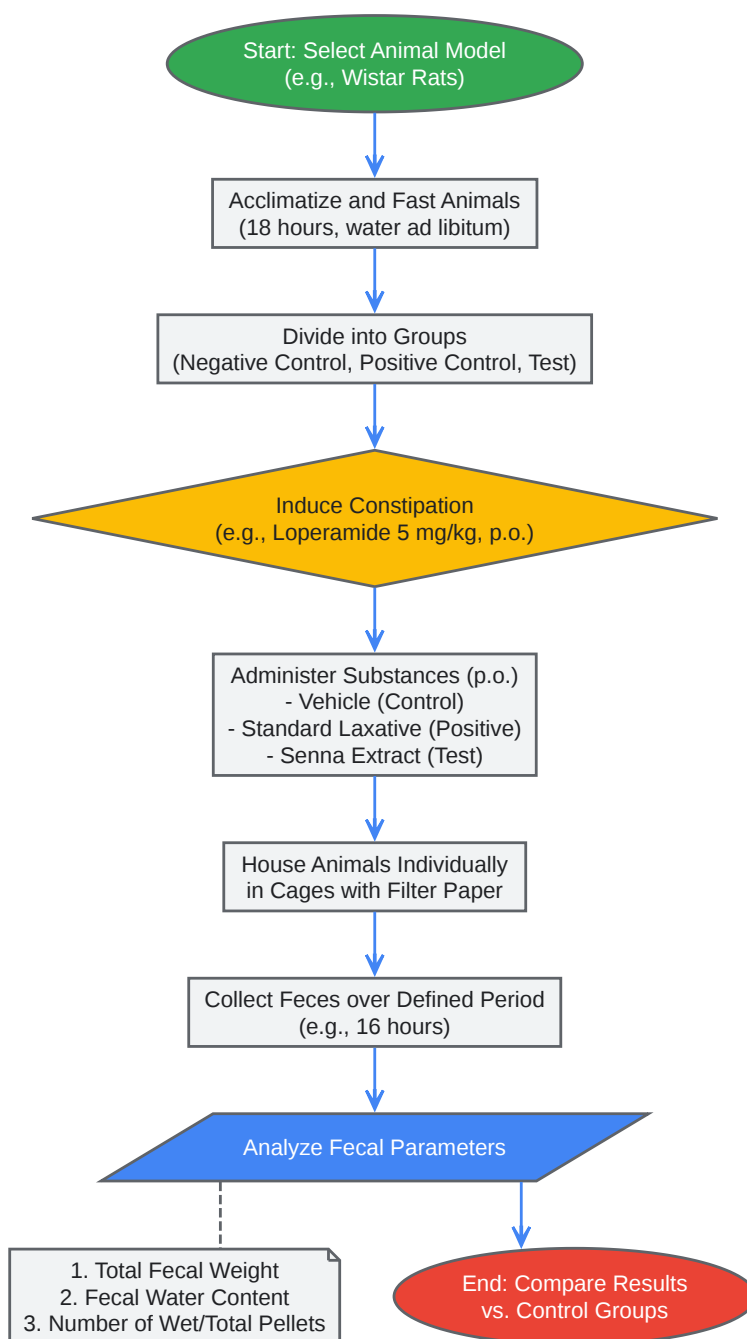 Start: Select Animal Model
(e.g., Wistar Rats)
Acclimatize and Fast Animals
(18 hours, water ad libitum)
Divide into Groups
(Negative Control, Positive Control, Test)
Induce Constipation
(e.g., Loperamide 5 mg/kg, p.o.)
Administer Substances (p.o.)
- Vehicle (Control)
- Standard Laxative (Positive)
- Senna Extract (Test)
House Animals Individually
in Cages with Filter Paper
Collect Feces over Defined Period
(e.g., 16 hours)
Analyze Fecal Parameters
1. Total Fecal Weight
2. Fecal Water Content
3. Number of Wet/Total Pellets
End: Compare Results
vs. Control Groups